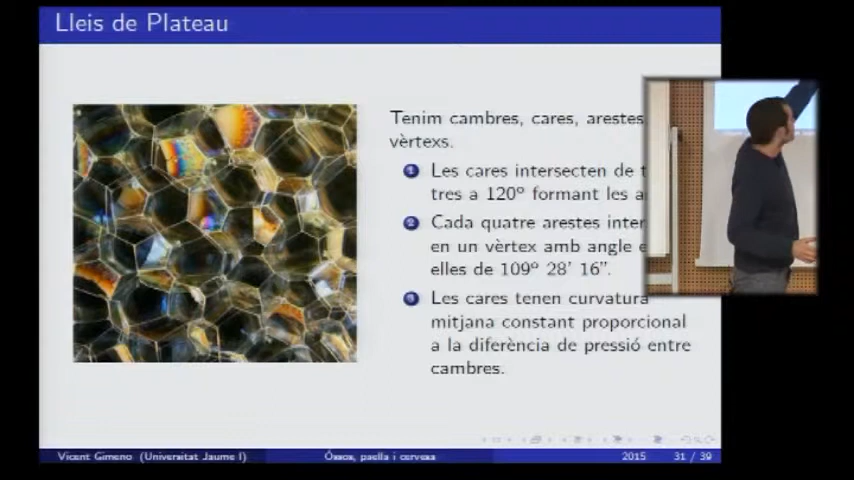 Lleis de Plateau
Tenim cambres, cares, arestes
vèrtexs.
1 Les cares intersecten de
tres a 120º formant les
2 Cada quatre arestes
en un vèrtex amb angle
elles de 109º 28' 16".
3 Les cares tenen curvatura
mitjana constant proporcional
a la diferència de pressió entre
cambres.
Vicent Gimeno (Universitat Jaume I)
Óssos, paella i cervesa
2015
31 / 39